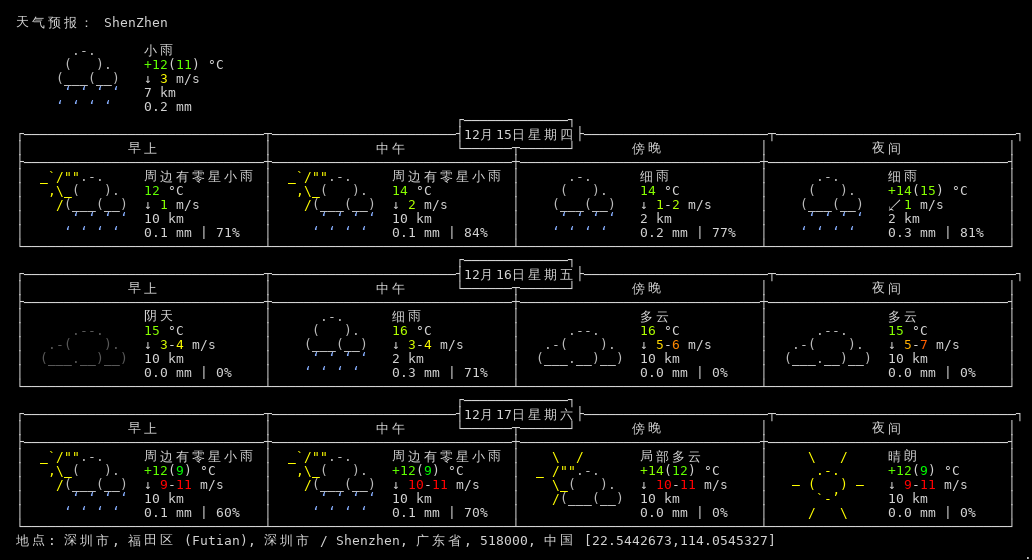 天气预报： ShenZhen
小雨
+12(11) °C
↓ 3 m/s
7 km
0.2 mm
12月15日星期四
早上 中午 傍晚 夜间
周边有零星小雨 周边有零星小雨 细雨 细雨
12 °C 14 °C 14 °C +14(15) °C
↓ 1 m/s ↓ 2 m/s ↓ 1-2 m/s ↙ 1 m/s
10 km 10 km 2 km 2 km
0.1 mm | 71% 0.1 mm | 84% 0.2 mm | 77% 0.3 mm | 81%
12月16日星期五
早上 中午 傍晚 夜间
阴天 细雨 多云 多云
15 °C 16 °C 16 °C 15 °C
↓ 3-4 m/s ↓ 3-4 m/s ↓ 5-6 m/s ↓ 5-7 m/s
10 km 2 km 10 km 10 km
0.0 mm | 0% 0.3 mm | 71% 0.0 mm | 0% 0.0 mm | 0%
12月17日星期六
早上 中午 傍晚 夜间
周边有零星小雨 周边有零星小雨 局部多云 晴朗
+12(9) °C +12(9) °C +14(12) °C +12(9) °C
↓ 9-11 m/s ↓ 10-11 m/s ↓ 10-11 m/s ↓ 9-11 m/s
10 km 10 km 10 km 10 km
0.1 mm | 60% 0.1 mm | 70% 0.0 mm | 0% 0.0 mm | 0%
地点: 深圳市, 福田区 (Futian), 深圳市 / Shenzhen, 广东省, 518000, 中国 [22.5442673,114.0545327]